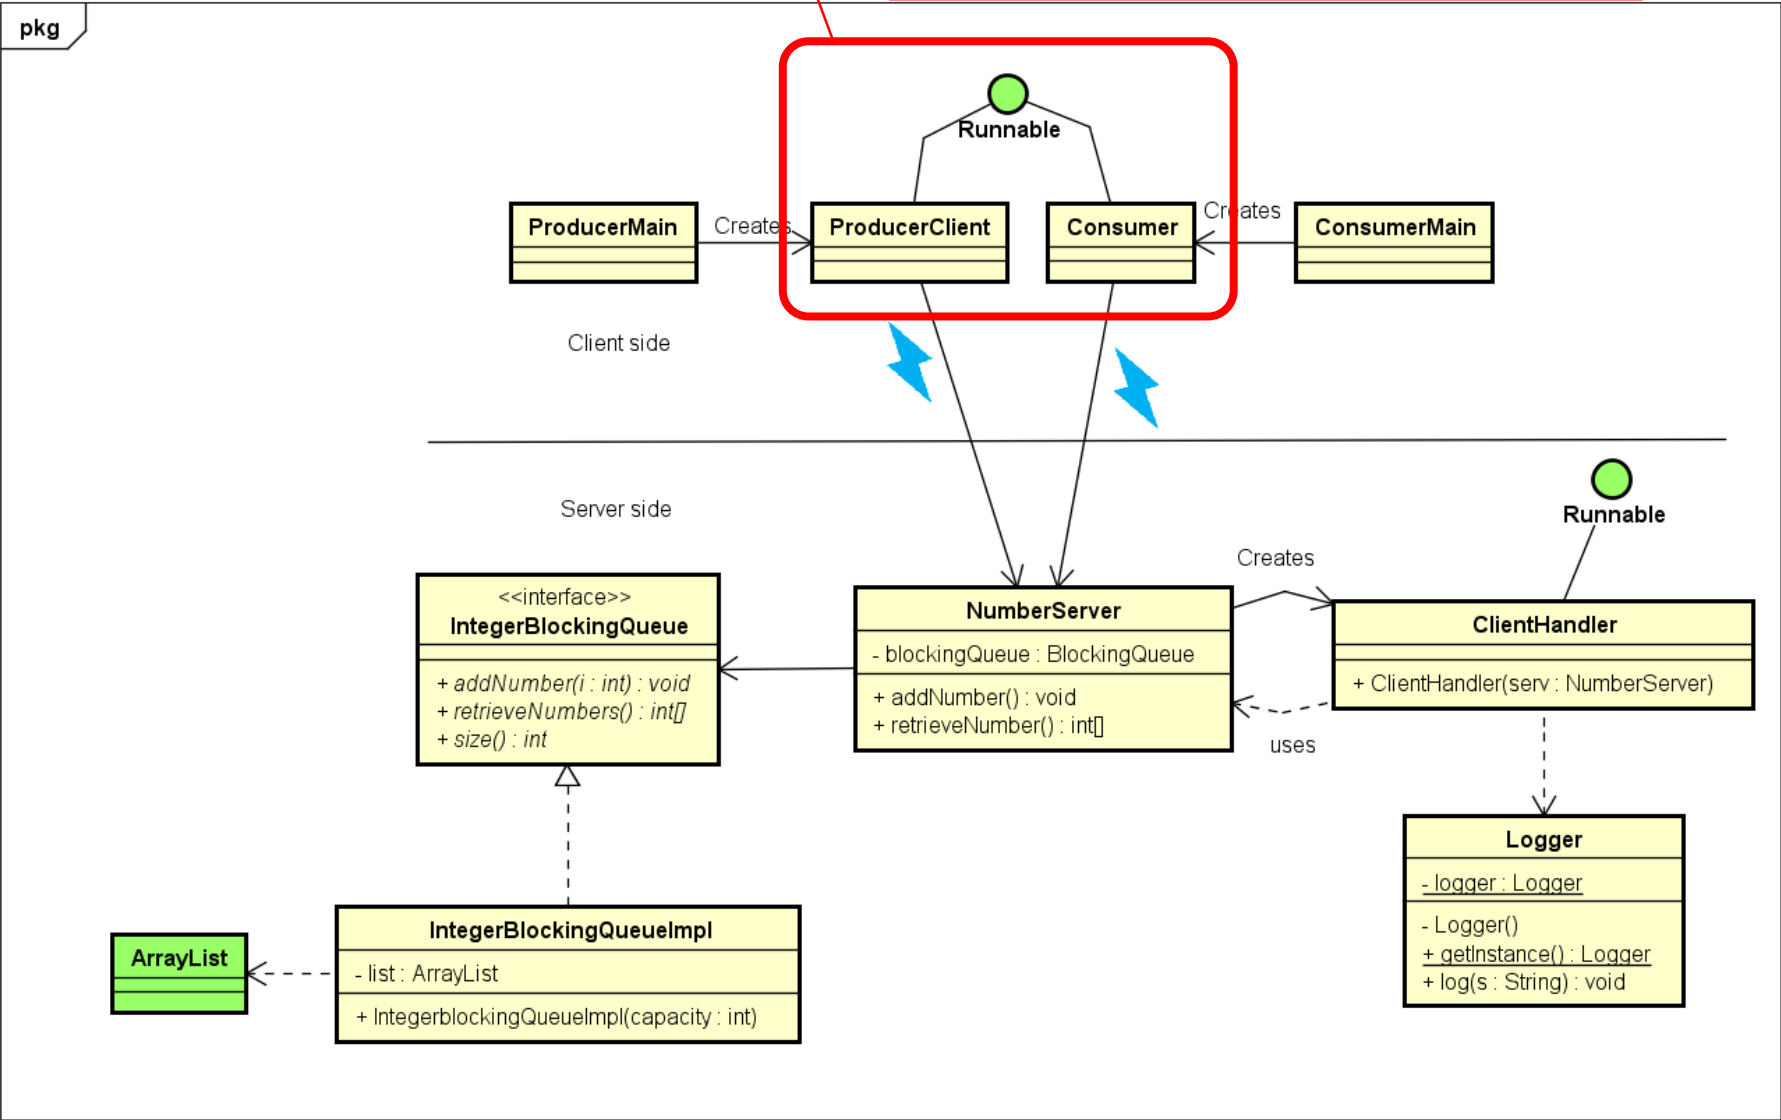 pkg
Runnable
ProducerMain
Creates
ProducerClient
Consumer
Creates
ConsumerMain
Client side
Server side
Runnable
<<interface>>
IntegerBlockingQueue
+ addNumber(i : int) : void
+ retrieveNumbers() : int[]
+ size() : int
NumberServer
- blockingQueue : BlockingQueue
+ addNumber() : void
+ retrieveNumber() : int[]
Creates
uses
ClientHandler
+ ClientHandler(serv : NumberServer)
Logger
- logger : Logger
- Logger()
+ getInstance() : Logger
+ log(s : String) : void
ArrayList
IntegerBlockingQueueImpl
- list : ArrayList
+ IntegerblockingQueueImpl(capacity : int)